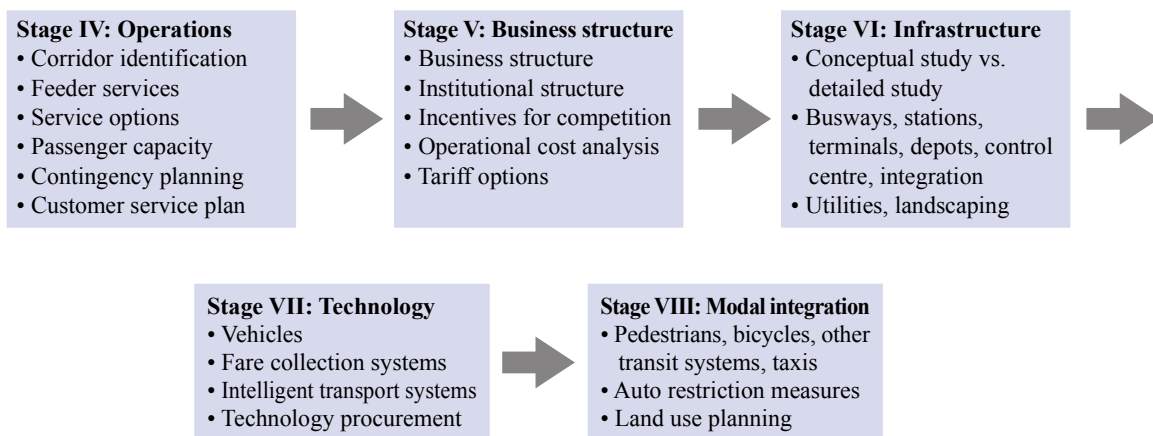 Stage IV: Operations
• Corridor identification
• Feeder services
• Service options
• Passenger capacity
• Contingency planning
• Customer service plan
Stage V: Business structure
• Business structure
• Institutional structure
• Incentives for competition
• Operational cost analysis
• Tariff options
Stage VI: Infrastructure
• Conceptual study vs.
detailed study
• Busways, stations,
terminals, depots, control
centre, integration
• Utilities, landscaping
Stage VII: Technology
• Vehicles
• Fare collection systems
• Intelligent transport systems
• Technology procurement
Stage VIII: Modal integration
• Pedestrians, bicycles, other
transit systems, taxis
• Auto restriction measures
• Land use planning